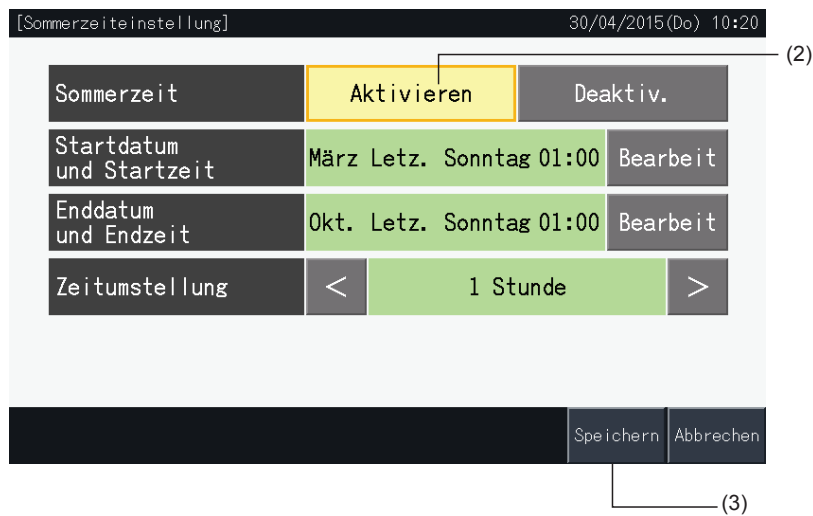 [Sommerzeiteinstellung] 30/04/2015(Do) 10:20
(2)
Sommerzeit Aktivieren Deaktiv.
Startdatum
und Startzeit März Letz. Sonntag 01:00 Bearbeit
Enddatum
und Endzeit Okt. Letz. Sonntag 01:00 Bearbeit
Zeitumstellung < 1 Stunde >
Speichern Abbrechen
(3)